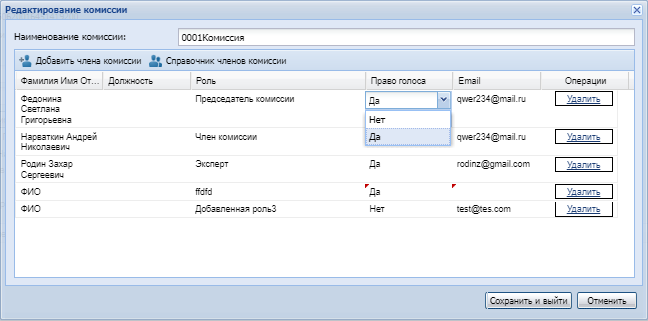 Редактирование комиссии
Наименование комиссии: 0001Комиссия
Добавить члена комиссии Справочник членов комиссии
Фамилия Имя От... Должность Роль Право голоса Email Операции
Федонина Светлана Григорьевна Председатель комиссии Да qwer234@mail.ru Удалить
Нет
Да
Нарваткин Андрей Николаевич Член комиссии qwer234@mail.ru Удалить
Родин Захар Сергеевич Эксперт Да rodinz@gmail.com Удалить
ФИО ffdfd Да Удалить
ФИО Добавленная роль3 Нет test@tes.com Удалить
Сохранить и выйти Отменить